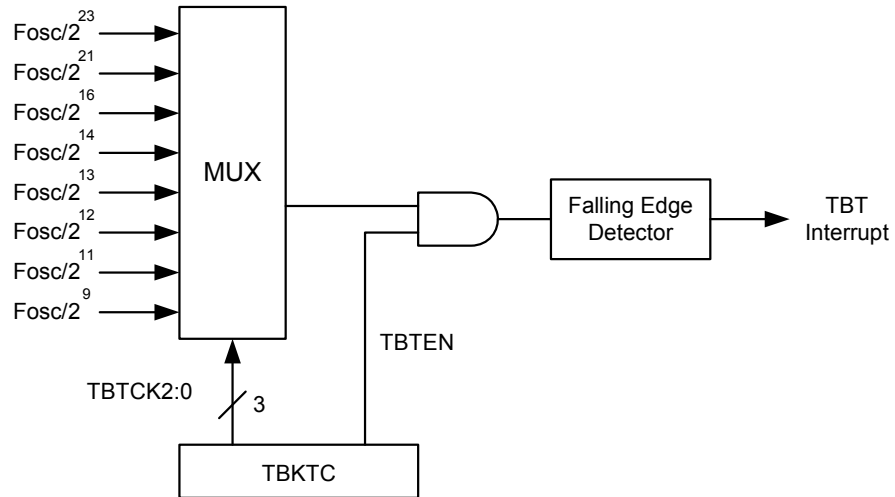 Fosc/2^23
Fosc/2^21
Fosc/2^16
Fosc/2^14
Fosc/2^13
Fosc/2^12
Fosc/2^11
Fosc/2^9
MUX
Falling Edge
Detector
TBT
Interrupt
TBTEN
TBTCK2:0
3
TBKTC